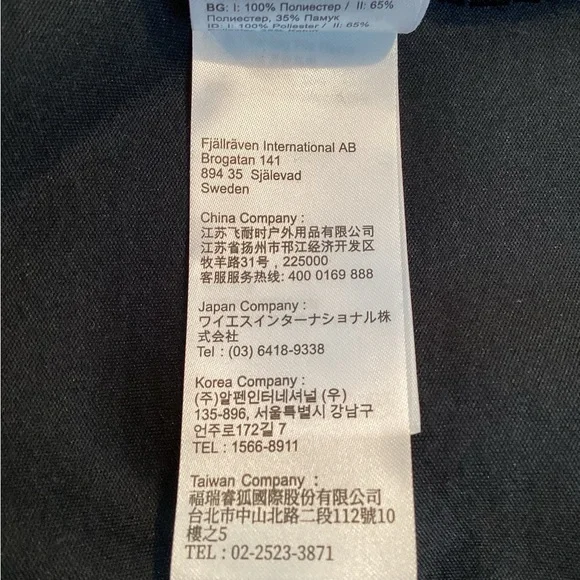 BG: I: 100% Полиестер / II: 65%
Полиестер, 35% Памук
ID: I: 100% Poliester / II: 65%
Fjällräven International AB
Brogatan 141
894 35 Själevad
Sweden
China Company :
江苏飞耐时户外用品有限公司
江苏省扬州市邗江经济开发区
牧羊路31号 , 225000
客服服务热线: 400 0169 888
Japan Company :
ワイエスインターナショナル株
式会社
Tel : (03) 6418-9338
Korea Company :
(주)알펜인터네셔널 (우)
135-896, 서울특별시 강남구
언주로172길 7
TEL : 1566-8911
Taiwan Company :
福瑞睿狐國際股份有限公司
台北市中山北路二段112號10
樓之5
TEL : 02-2523-3871